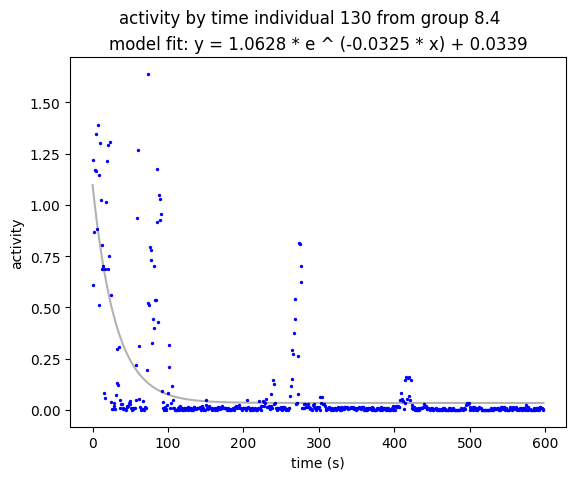 activity by time individual 130 from group 8.4
model fit: y = 1.0628 * e ^ (-0.0325 * x) + 0.0339
1.50
1.25
1.00
0.75
0.50
0.25
0.00
activity
0 100 200 300 400 500 600
time (s)